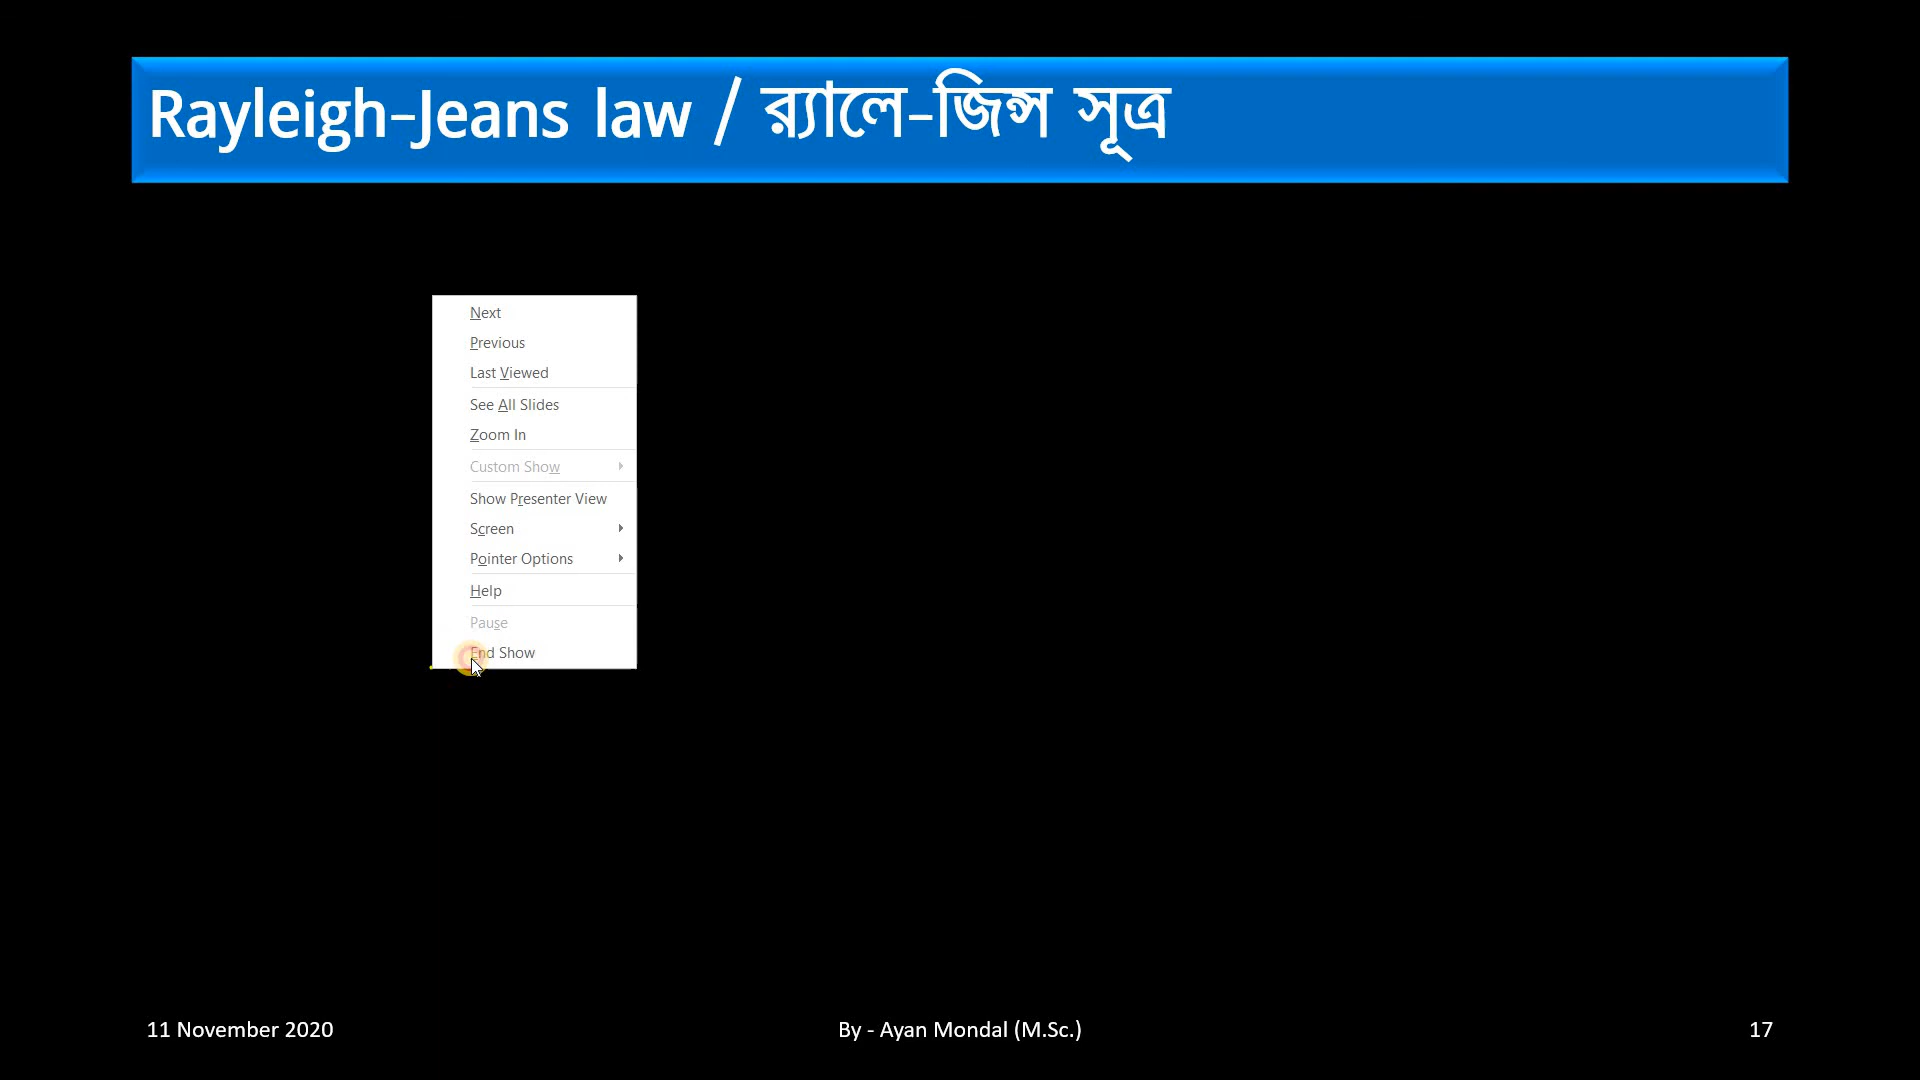 Rayleigh-Jeans law / র‍্যালে-জিন্স সূত্র
Next
Previous
Last Viewed
See All Slides
Zoom In
Custom Show
Show Presenter View
Screen
Pointer Options
Help
Pause
End Show
11 November 2020
By - Ayan Mondal (M.Sc.)
17